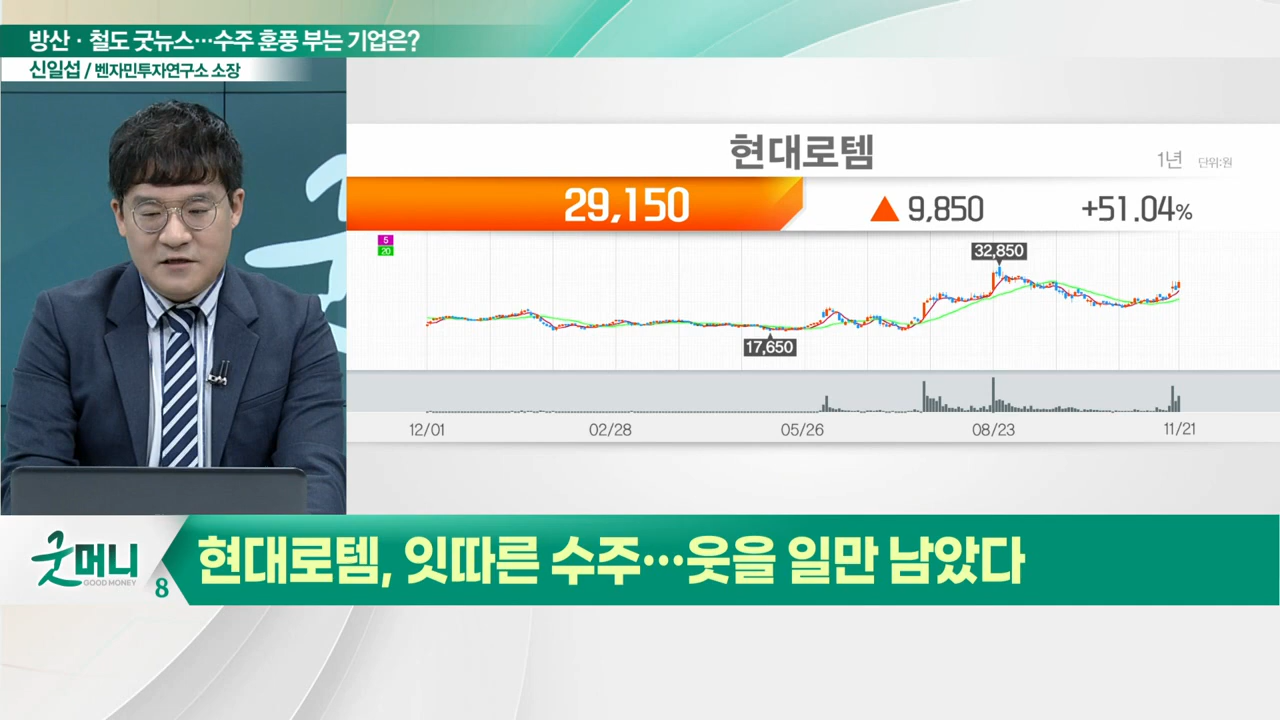 방산·철도 굿뉴스…수주 훈풍 부는 기업은?
신일섭 / 벤자민투자연구소 소장
현대로템
1년 단위:원
29,150 ▲ 9,850 +51.04%
5
20
32,850
17,650
12/01 02/28 05/26 08/23 11/21
굿머니
GOOD MONEY
8
현대로템, 잇따른 수주…웃을 일만 남았다